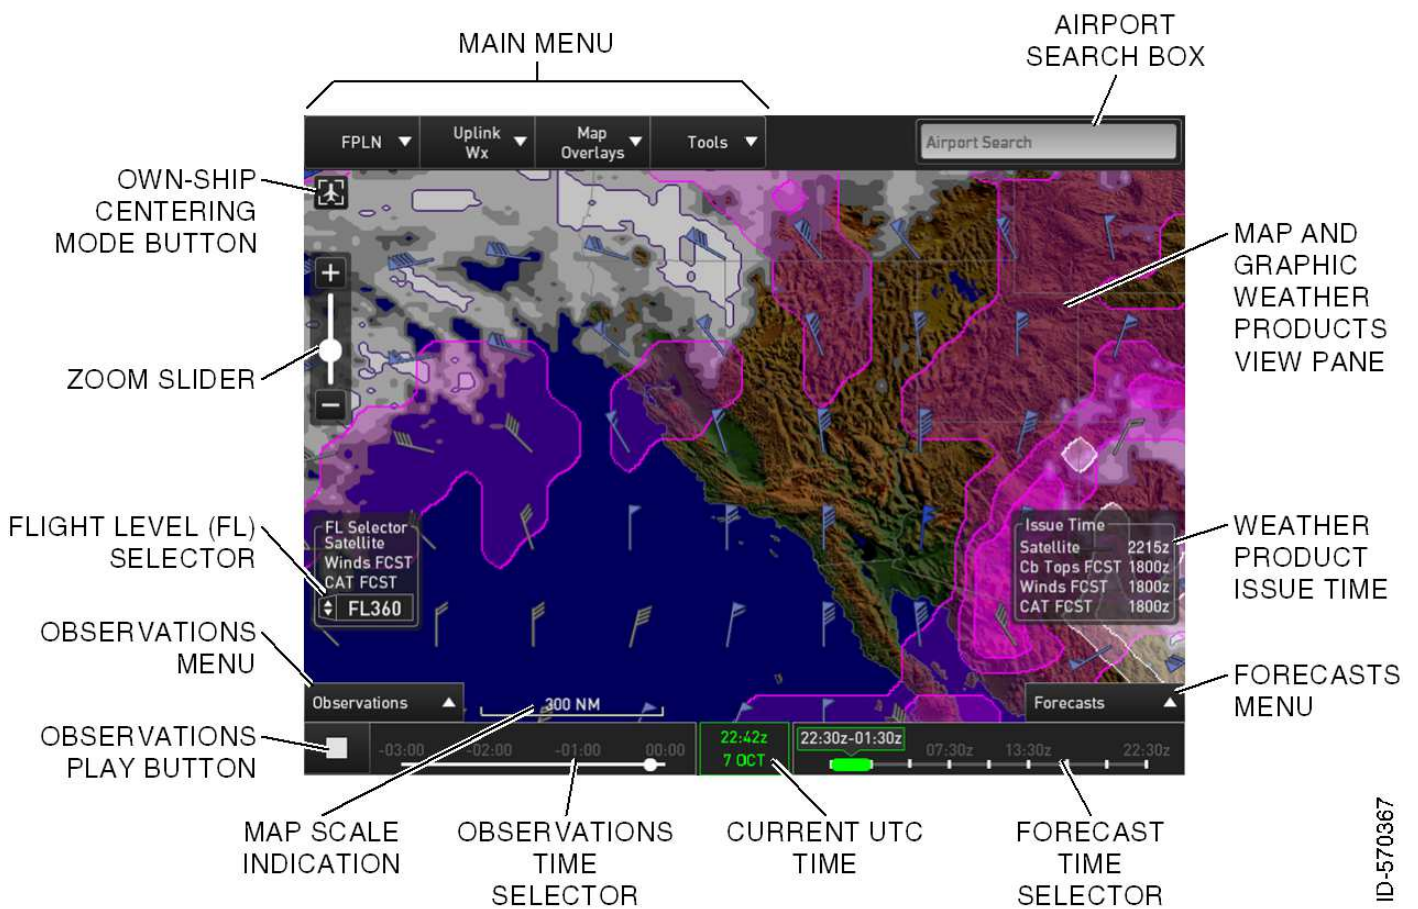 MAIN MENU
AIRPORT
SEARCH BOX
FPLN
Uplink
Wx
Map
Overlays
Tools
Airport Search
OWN-SHIP
CENTERING
MODE BUTTON
MAP AND
GRAPHIC
WEATHER
PRODUCTS
VIEW PANE
ZOOM SLIDER
FLIGHT LEVEL (FL)
SELECTOR
FL Selector
Satellite
Winds FCST
CAT FCST
FL360
Issue Time
Satellite 2215z
Cb Tops FCST 1800z
Winds FCST 1800z
CAT FCST 1800z
WEATHER
PRODUCT
ISSUE TIME
OBSERVATIONS
MENU
Observations
300 NM
Forecasts
FORECASTS
MENU
OBSERVATIONS
PLAY BUTTON
-03:00 -02:00 -01:00 00:00
22:42z
7 OCT
22:30z-01:30z
07:30z 13:30z 22:30z
MAP SCALE
INDICATION
OBSERVATIONS
TIME
SELECTOR
CURRENT UTC
TIME
FORECAST
TIME
SELECTOR
ID-570367